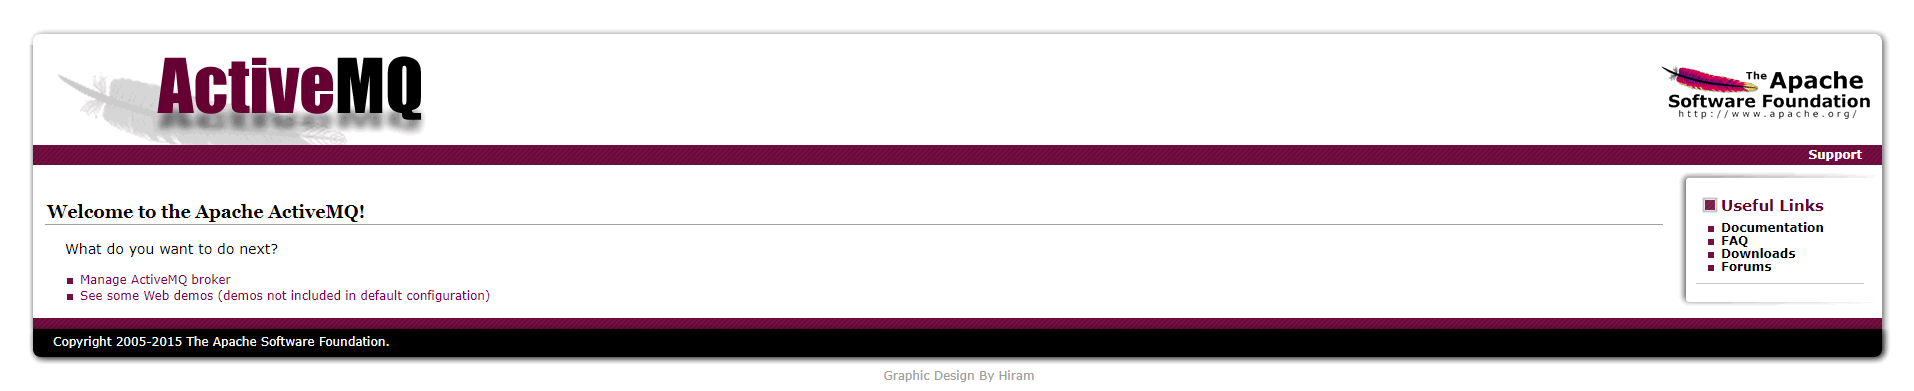 ActiveMQ
The Apache
Software Foundation
http://www.apache.org/
Support
Welcome to the Apache ActiveMQ!
What do you want to do next?
Manage ActiveMQ broker
See some Web demos (demos not included in default configuration)
Useful Links
Documentation
FAQ
Downloads
Forums
Copyright 2005-2015 The Apache Software Foundation.
Graphic Design By Hiram